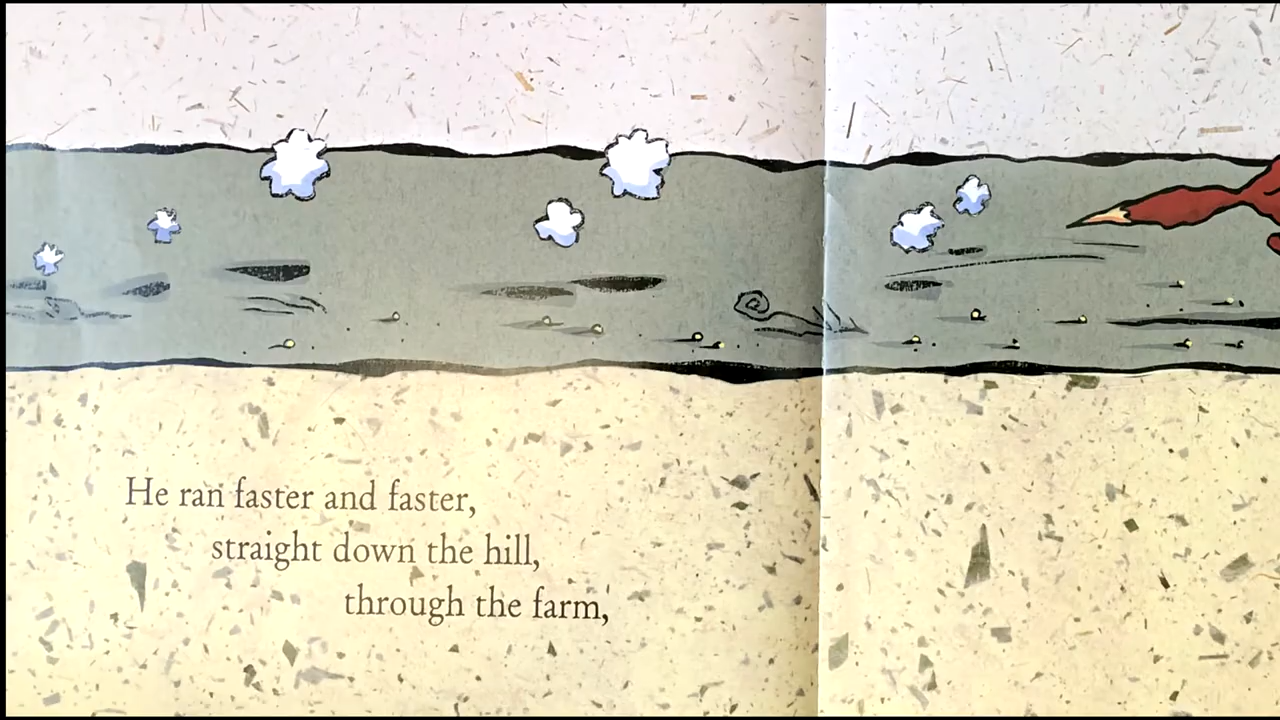 He ran faster and faster,
straight down the hill,
through the farm,